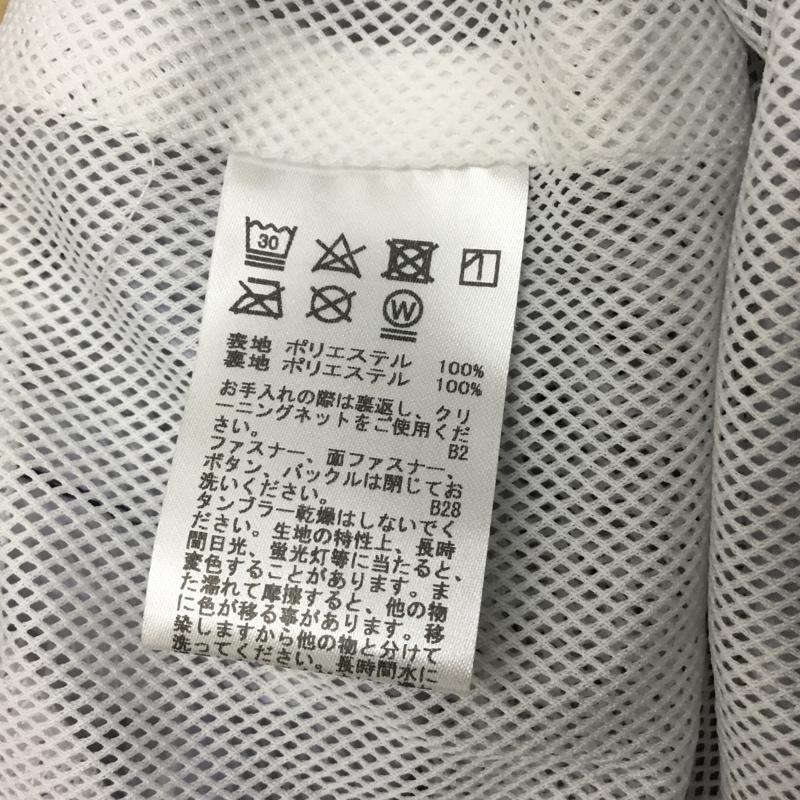 30
W
表地 ポリエステル 100%
裏地 ポリエステル 100%
お手入れの際は裏返し、クリ
ーニングネットをご使用くだ
さい。 B2
ファスナー、面ファスナー、
ボタン、バックルは閉じてお
洗いください。 B28
タンブラー乾燥はしないでく
ださい。生地の特性上、長時
間日光、蛍光灯等に当たると、
変色することがあります。ま
た濡れて摩擦すると、他の物
に色が移る事があります。移
染しますから他の物と分けて
洗ってください。長時間水に